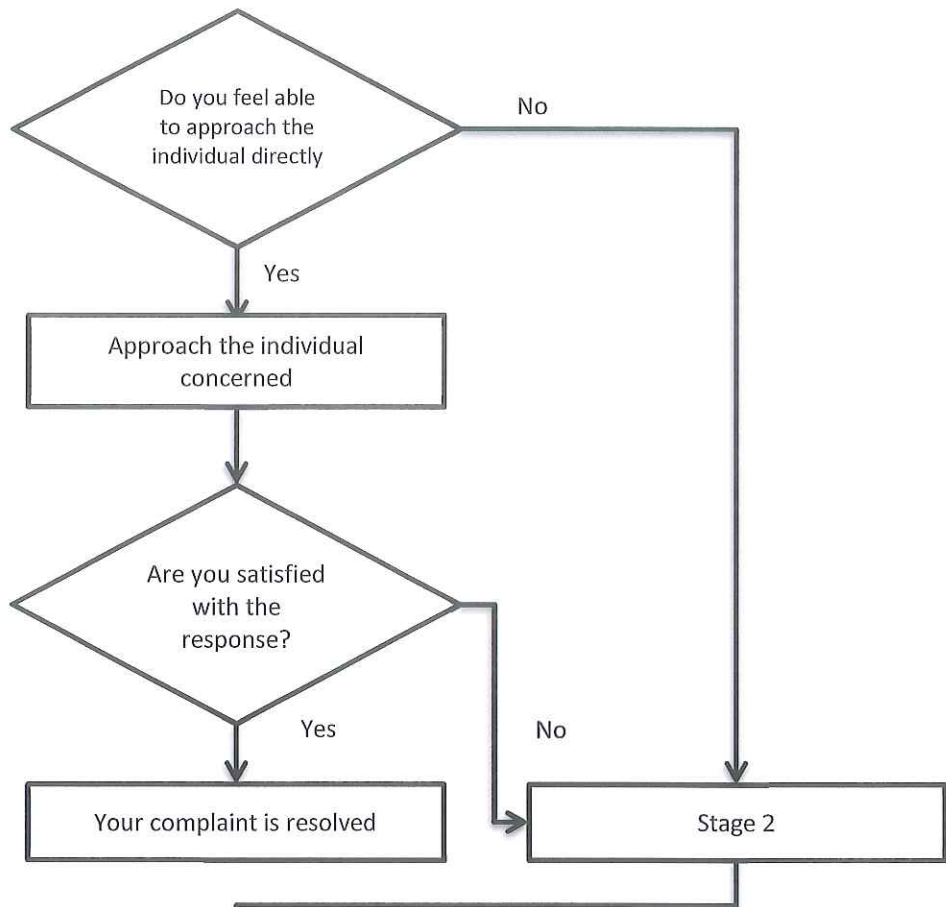 Do you feel able
to approach the
individual directly
No
Yes
Approach the individual
concerned
Are you satisfied
with the
response?
Yes
No
Your complaint is resolved
Stage 2